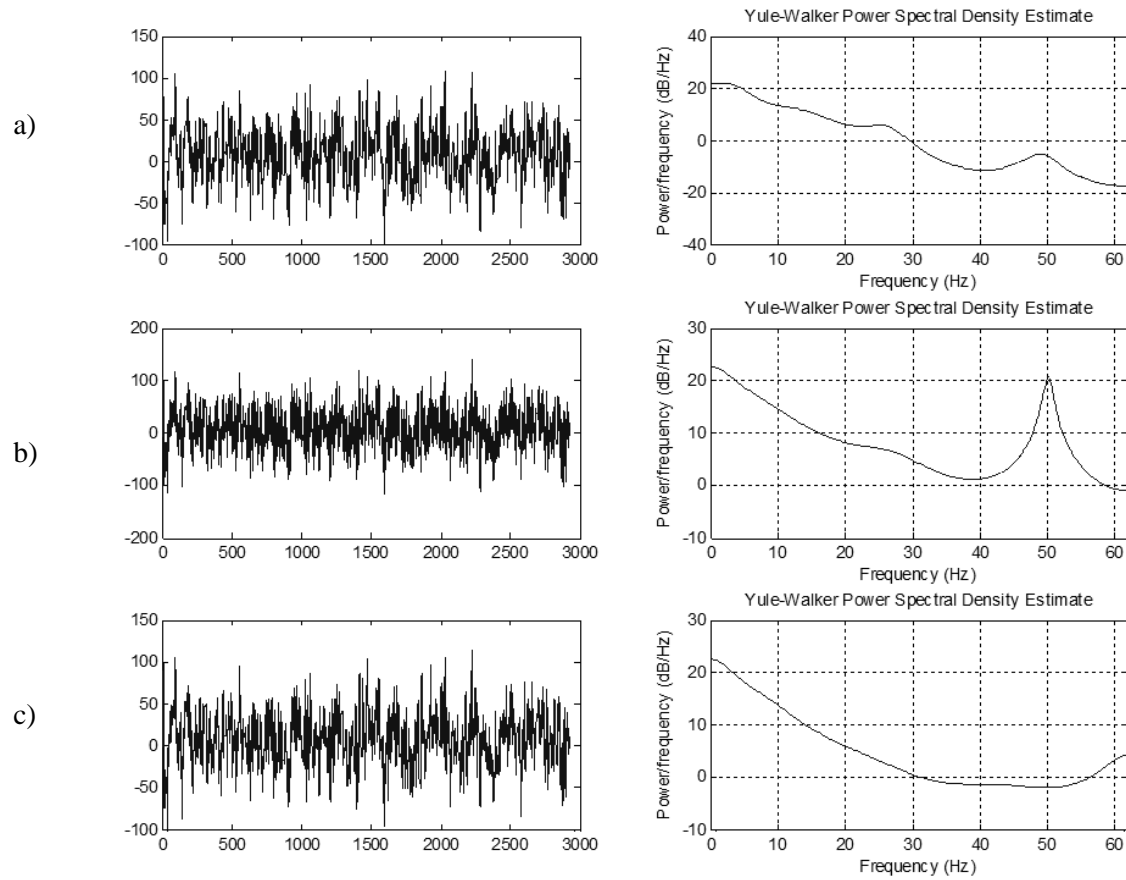 a)
150
100
50
0
-50
-100
0 500 1000 1500 2000 2500 3000
Yule-Walker Power Spectral Density Estimate
Power/frequency (dB/Hz)
40
20
0
-20
-40
0 10 20 30 40 50 60
Frequency (Hz)
b)
200
100
0
-100
-200
0 500 1000 1500 2000 2500 3000
Yule-Walker Power Spectral Density Estimate
Power/frequency (dB/Hz)
30
20
10
0
-10
0 10 20 30 40 50 60
Frequency (Hz)
c)
150
100
50
0
-50
-100
0 500 1000 1500 2000 2500 3000
Yule-Walker Power Spectral Density Estimate
Power/frequency (dB/Hz)
30
20
10
0
-10
0 10 20 30 40 50 60
Frequency (Hz)